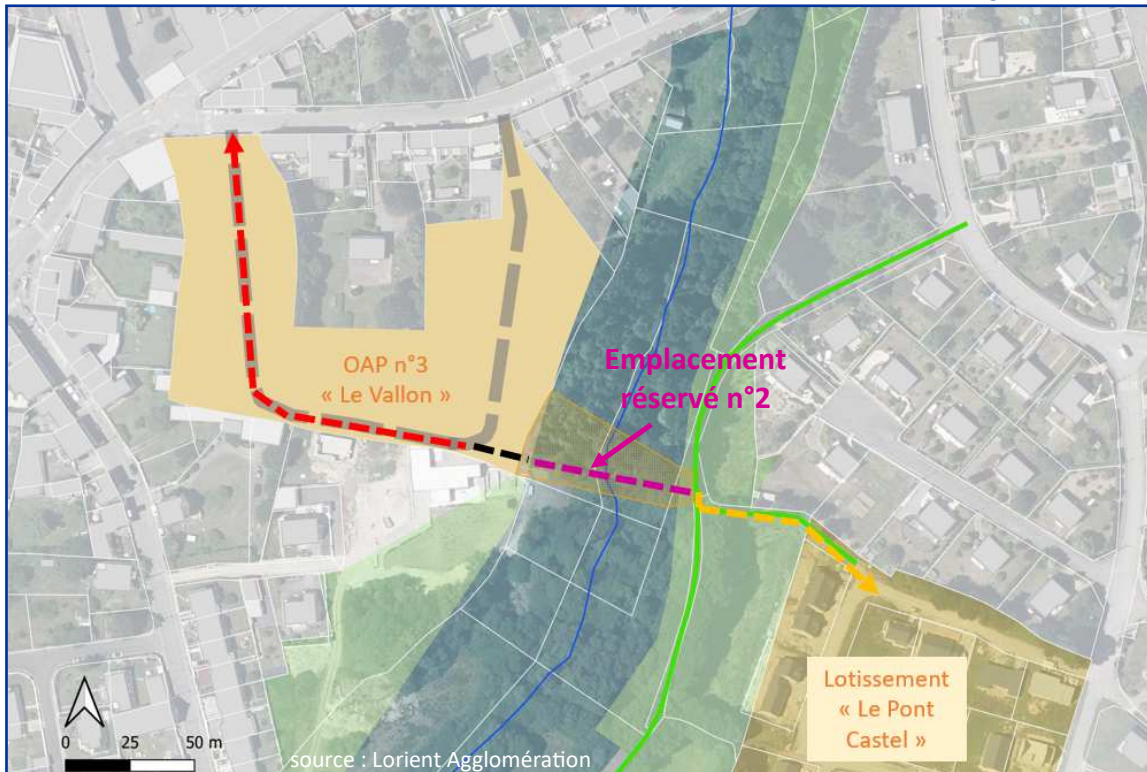 Emplacement
réservé n°2
OAP n°3
« Le Vallon »
Lotissement
« Le Pont
Castel »
0 25 50 m
source : Lorient Agglomération